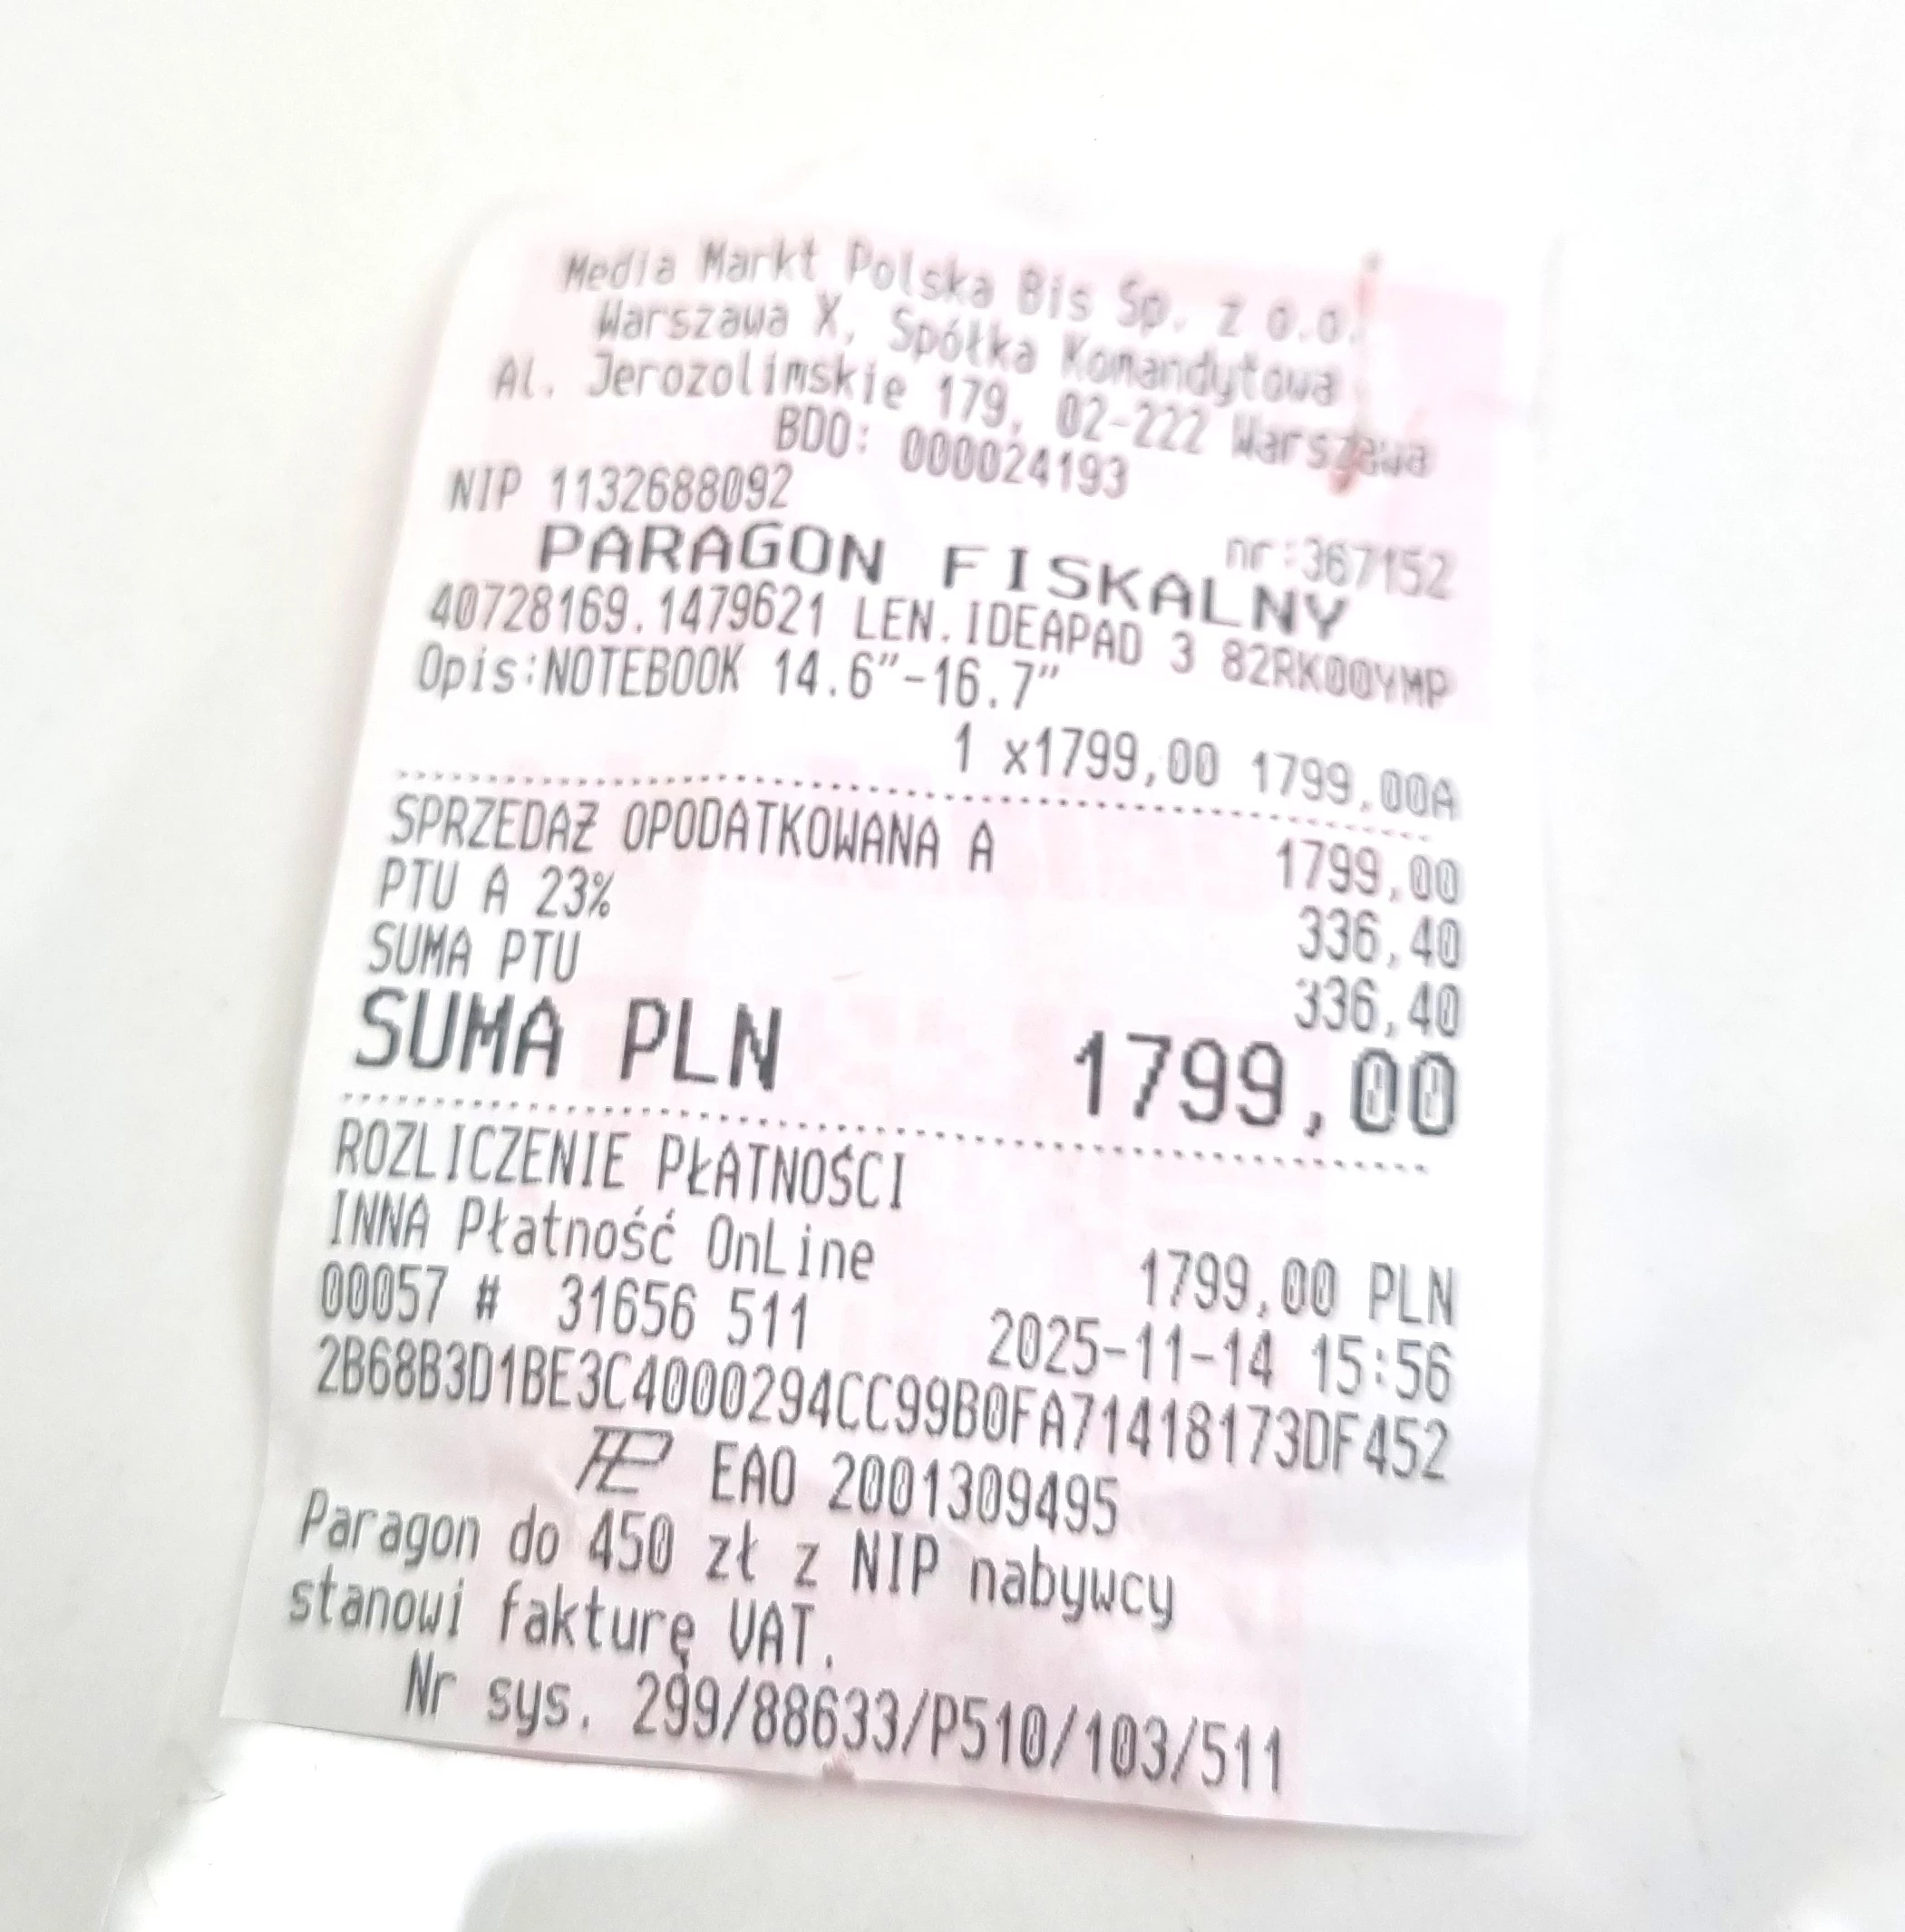 Media Markt Polska Bis Sp. z o.o.
Warszawa X, Spółka Komandytowa
Al. Jerozolimskie 179, 02-222 Warszawa
BDO: 000024193
NIP 1132688092
nr:367152
PARAGON FISKALNY
40728169.1479621 LEN.IDEAPAD 3 82RK00YMP
Opis:NOTEBOOK 14.6"-16.7"
1 x1799,00 1799,00A
SPRZEDAŻ OPODATKOWANA A 1799,00
PTU A 23% 336,40
SUMA PTU 336,40
SUMA PLN 1799,00
ROZLICZENIE PŁATNOŚCI
INNA Płatność OnLine 1799,00 PLN
00057 # 31656 511 2025-11-14 15:56
2B68B3D1BE3C4000294CC99B0FA71418173DF452
EAO 2001309495
Paragon do 450 zł z NIP nabywcy
stanowi fakturę VAT.
Nr sys. 299/88633/P510/103/511